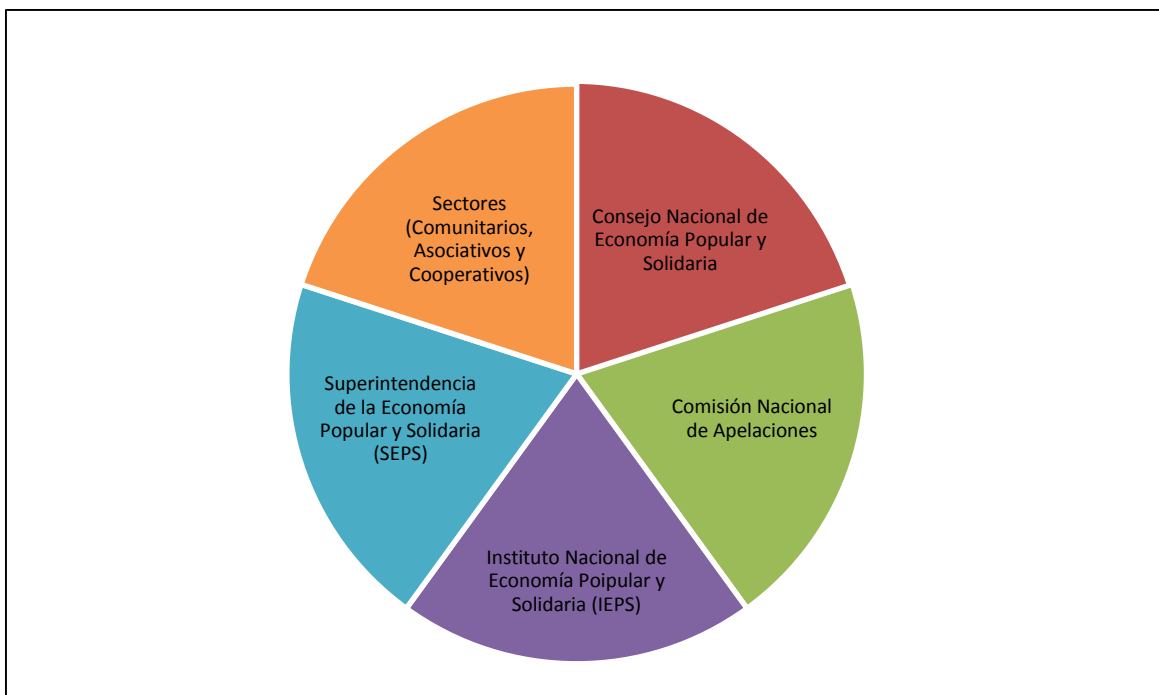 Sectores
(Comunitarios,
Asociativos y
Cooperativos)
Consejo Nacional de
Economía Popular y
Solidaria
Superintendencia
de la Economía
Popular y Solidaria
(SEPS)
Comisión Nacional
de Apelaciones
Instituto Nacional de
Economía Poipular y
Solidaria (IEPS)